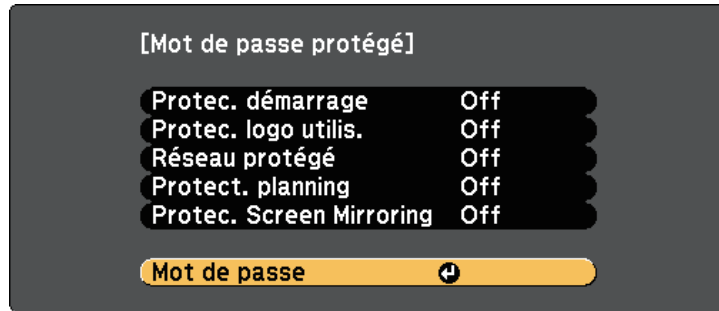 [Mot de passe protégé]
Protec. démarrage Off
Protec. logo utilis. Off
Réseau protégé Off
Protect. planning Off
Protec. Screen Mirroring Off
Mot de passe